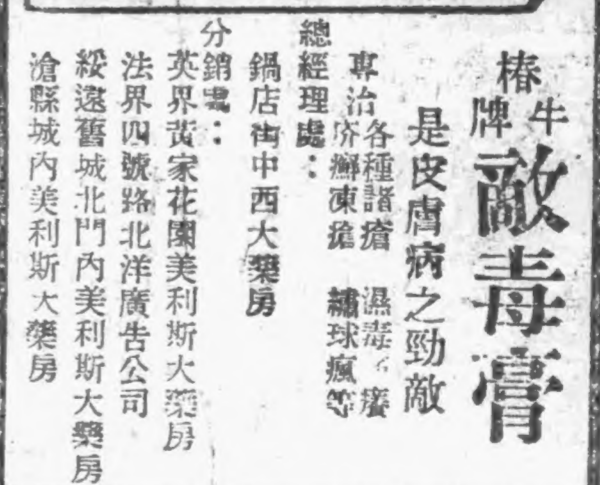 牛椿牌
敵毒膏
是皮膚病之勁敵
專治
各種諸瘡 濕毒 癢
疥癬凍瘡 繡球瘋等
總經理處：
鍋店街中西大藥房
分銷處：
英界黃家花園美利斯大藥房
法界四號路北洋廣告公司
綏遠舊城北門內美利斯大藥房
滄縣城內美利斯大藥房